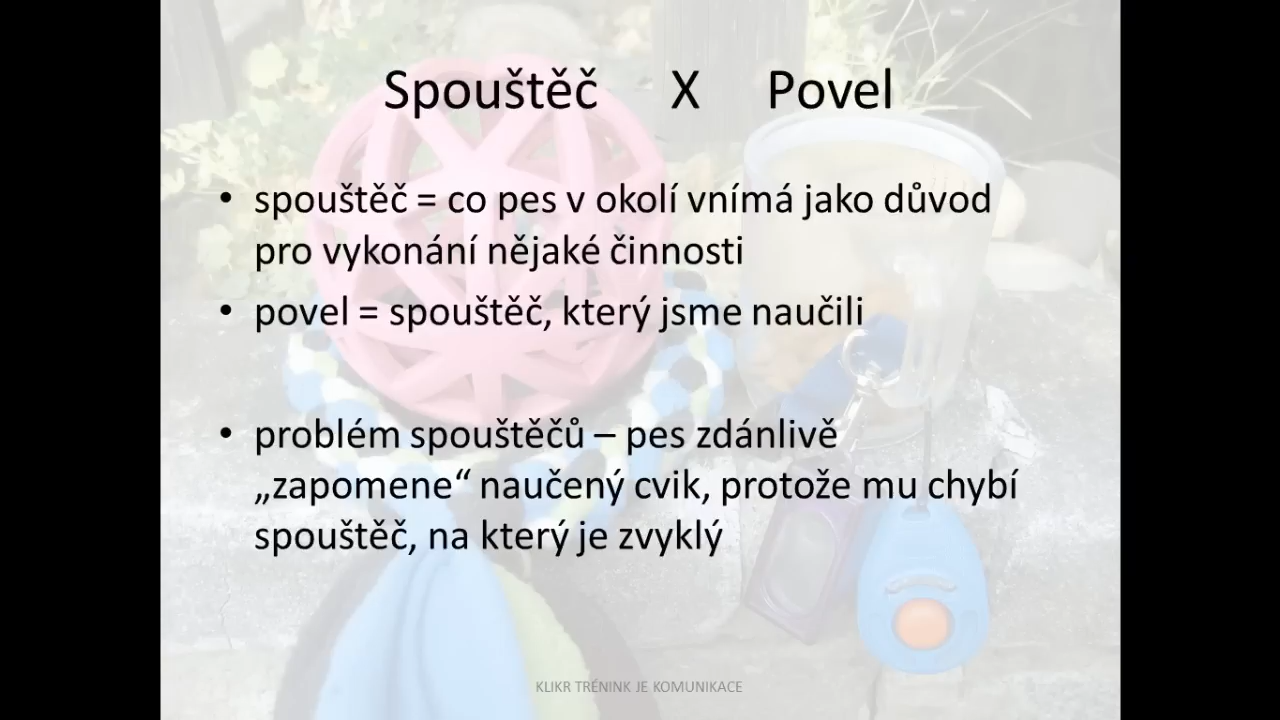 Spouštěč X Povel
• spouštěč = co pes v okolí vnímá jako důvod
pro vykonání nějaké činnosti
• povel = spouštěč, který jsme naučili
• problém spouštěčů – pes zdánlivě
„zapomene“ naučený cvik, protože mu chybí
spouštěč, na který je zvyklý
KLIKR TRÉNINK JE KOMUNIKACE